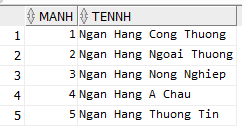 MANH TENNH
1 1 Ngan Hang Cong Thuong
2 2 Ngan Hang Ngoai Thuong
3 3 Ngan Hang Nong Nghiep
4 4 Ngan Hang A Chau
5 5 Ngan Hang Thuong Tin